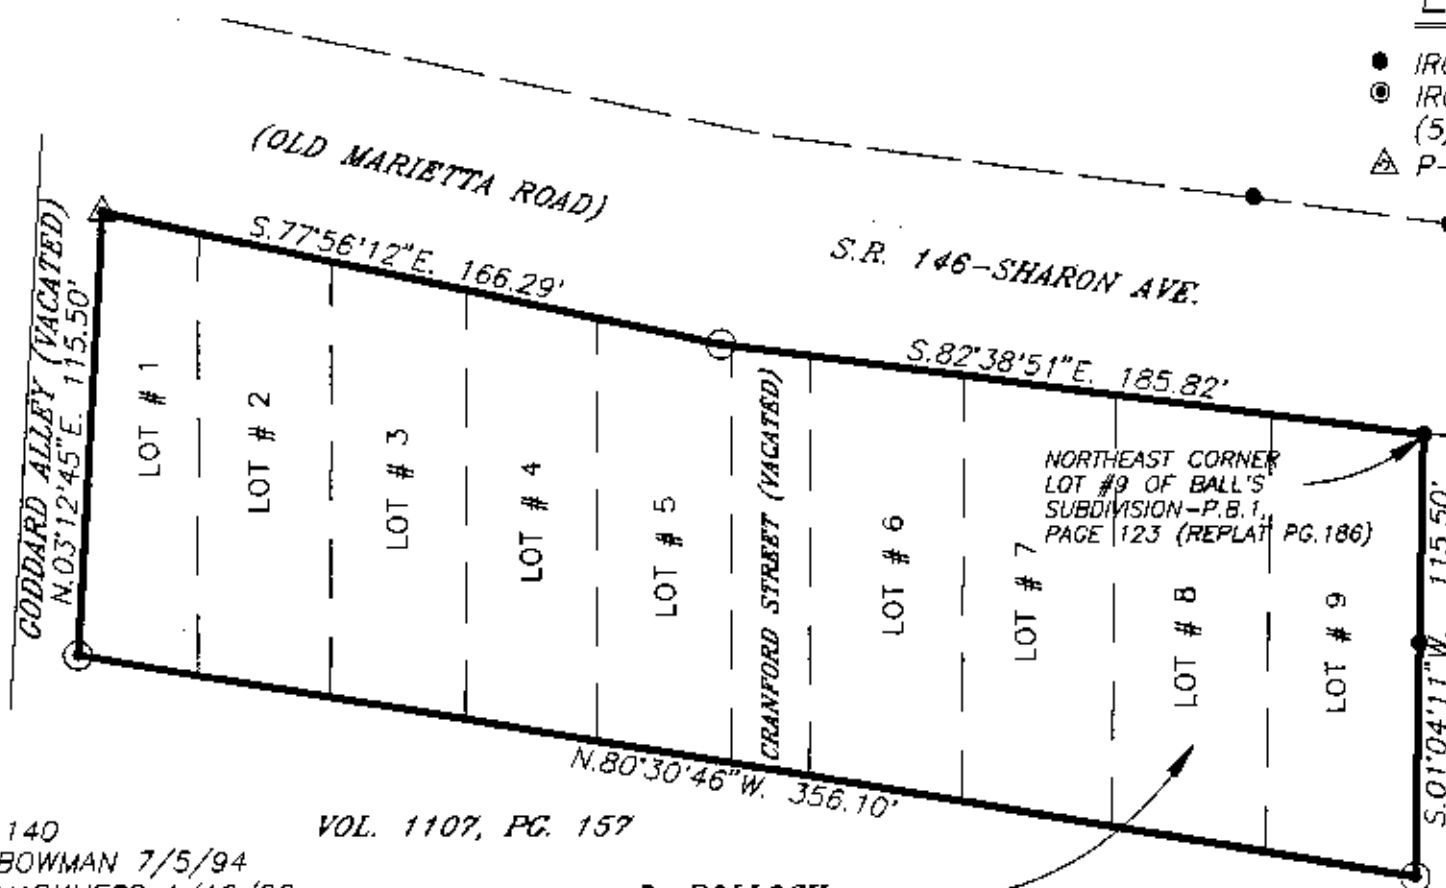 (5)
P-
(OLD MARIETTA ROAD)
S.R. 146-SHARON AVE.
GODDARD ALLEY (VACATED)
N.03°12'45"E. 115.50'
S.77°56'12"E. 166.29'
S.82°38'51"E. 185.82'
LOT # 1
LOT # 2
LOT # 3
LOT # 4
LOT # 5
CRANFORD STREET (VACATED)
LOT # 6
LOT # 7
LOT # 8
LOT # 9
NORTHEAST CORNER
LOT #9 OF BALL'S
SUBDIVISION-P.B.1,
PAGE 123 (REPLAT PG.186)
S.01°04'11"W. 115.50'
N.80°30'46"W. 356.10'
VOL. 1107, PG. 157
140
BOWMAN 7/5/94